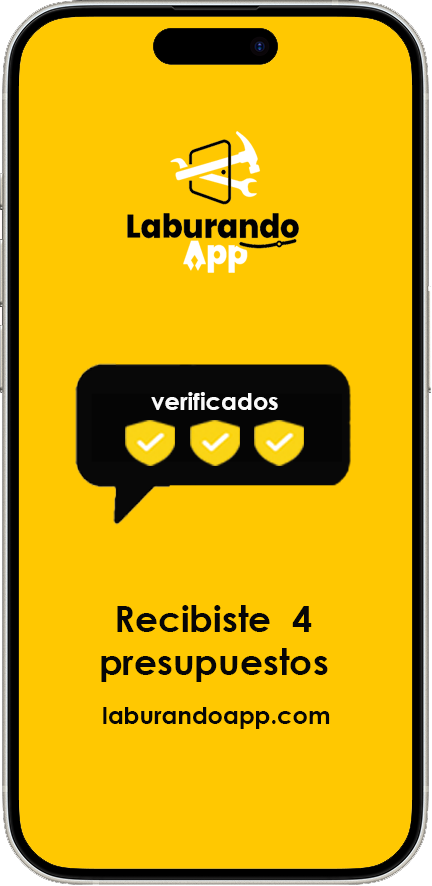 Laburando
App
verificados
Recibiste 4
presupuestos
laburandoapp.com